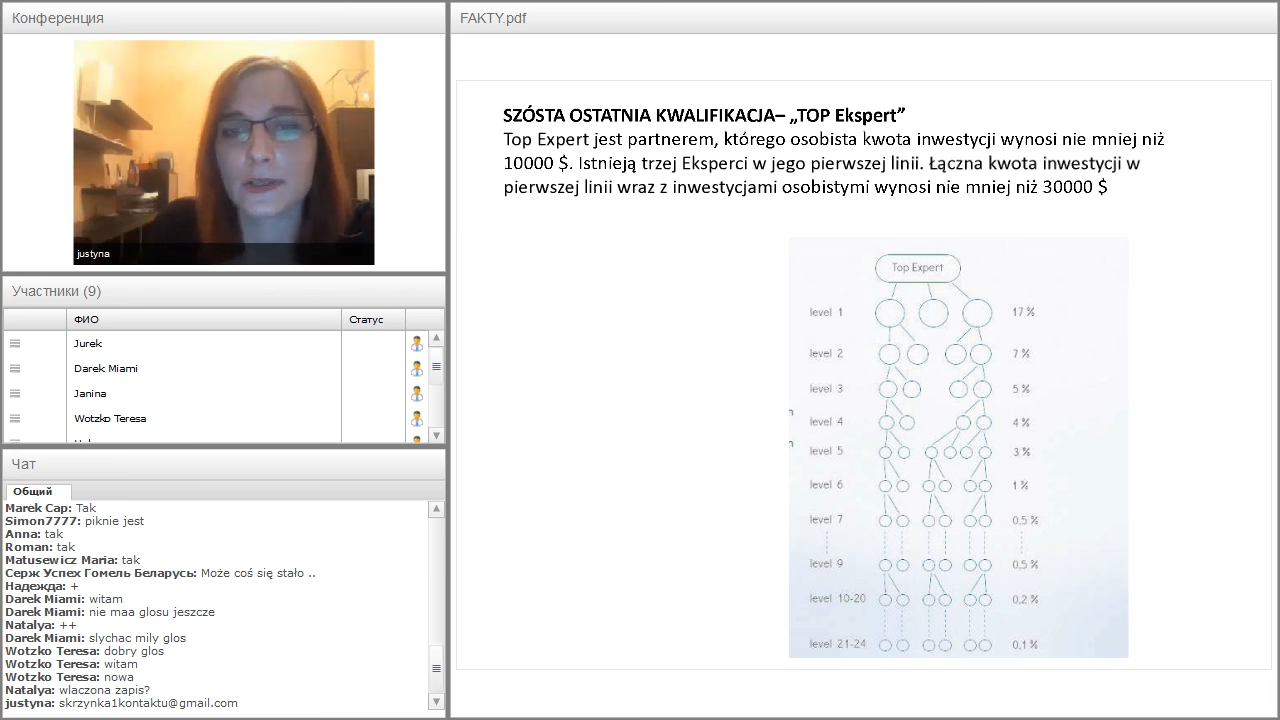 Конференция
justyna
Участники (9)
ФИО
Статус
Jurek
Darek Miami
Janina
Wotzko Teresa
Чат
Общий
Marek Cap: Tak
Simon7777: piknie jest
Anna: tak
Roman: tak
Matusewicz Maria: tak
Серж Успех Гомель Беларусь: Może coś się stało ..
Надежда: +
Darek Miami: witam
Darek Miami: nie maa glosu jeszcze
Natalya: ++
Darek Miami: slychac mily glos
Wotzko Teresa: dobry glos
Wotzko Teresa: witam
Wotzko Teresa: nowa
Natalya: wlaczona zapis?
justyna: skrzynka1kontaktu@gmail.com
FAKTY.pdf
SZÓSTA OSTATNIA KWALIFIKACJA– „TOP Ekspert”
Top Expert jest partnerem, którego osobista kwota inwestycji wynosi nie mniej niż
10000 $. Istnieją trzej Eksperci w jego pierwszej linii. Łączna kwota inwestycji w
pierwszej linii wraz z inwestycjami osobistymi wynosi nie mniej niż 30000 $
Top Expert
level 1 17 %
level 2 7 %
level 3 5 %
level 4 4 %
level 5 3 %
level 6 1 %
level 7 0,5 %
level 9 0,5 %
level 10-20 0,2 %
level 21-24 0,1 %